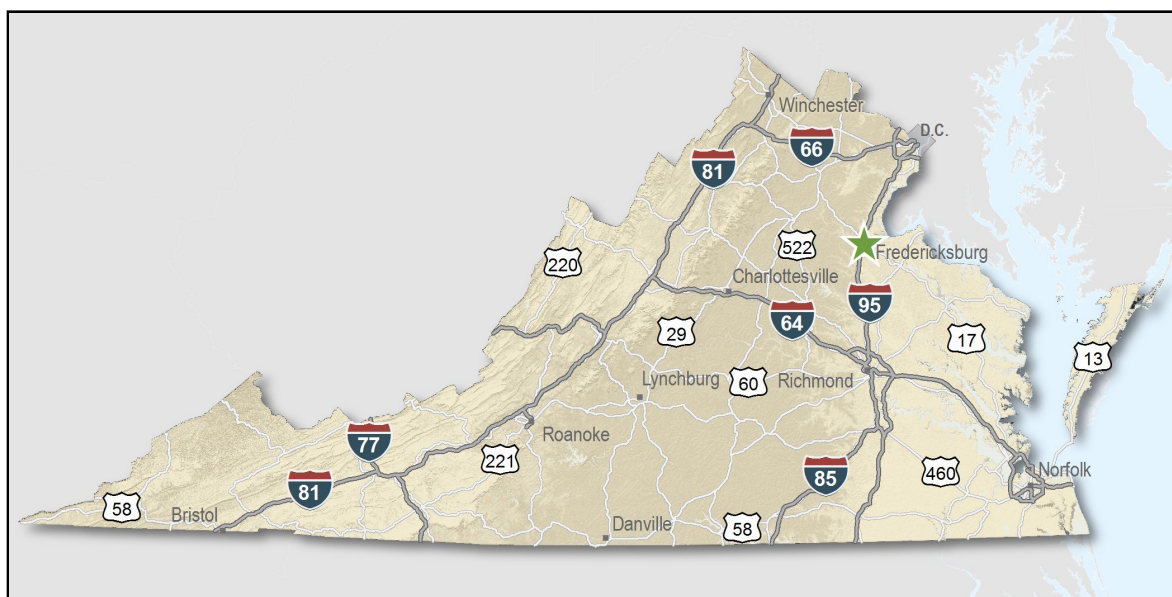 Winchester
D.C.
66
81
522
Fredericksburg
220
Charlottesville
95
64
29
17
13
60
Lynchburg
Richmond
77
Roanoke
221
460
Norfolk
85
81
58
Bristol
Danville
58